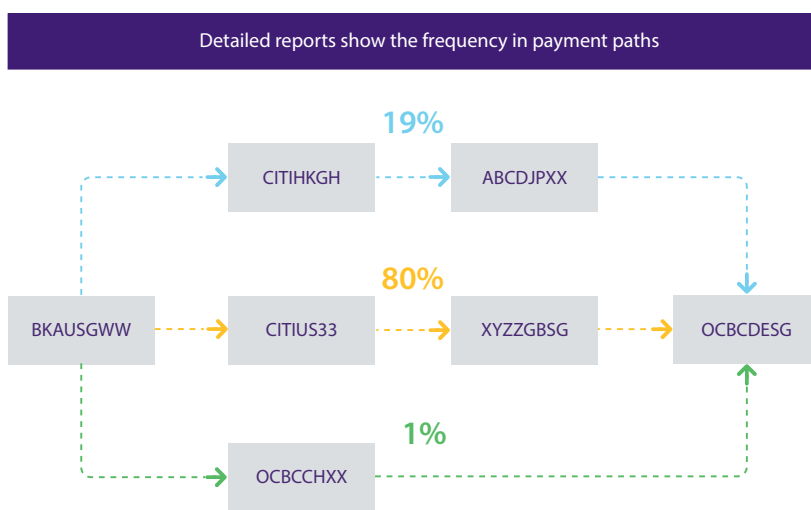 Detailed reports show the frequency in payment paths
19%
CITIHKGH
ABCDJPXX
80%
BKAUSGWW
CITIUS33
XYZZGBSG
OCBCDESG
1%
OCBCCHXX